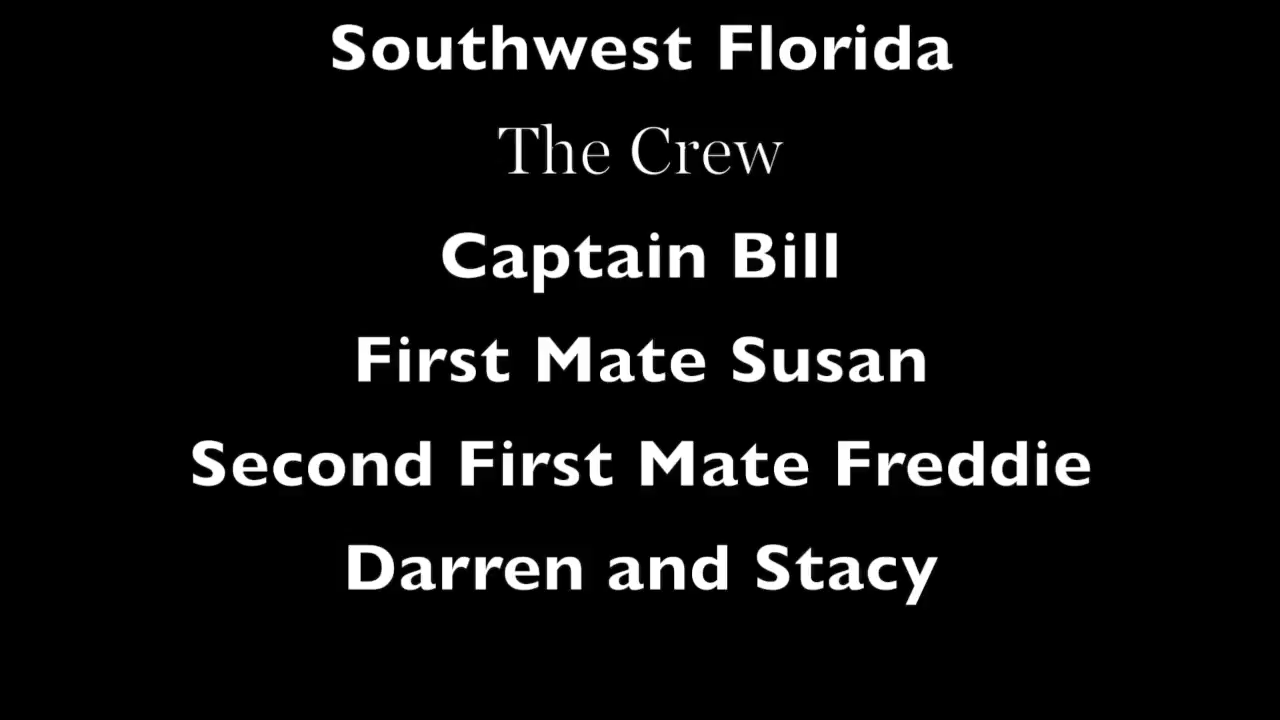 Southwest Florida
The Crew
Captain Bill
First Mate Susan
Second First Mate Freddie
Darren and Stacy